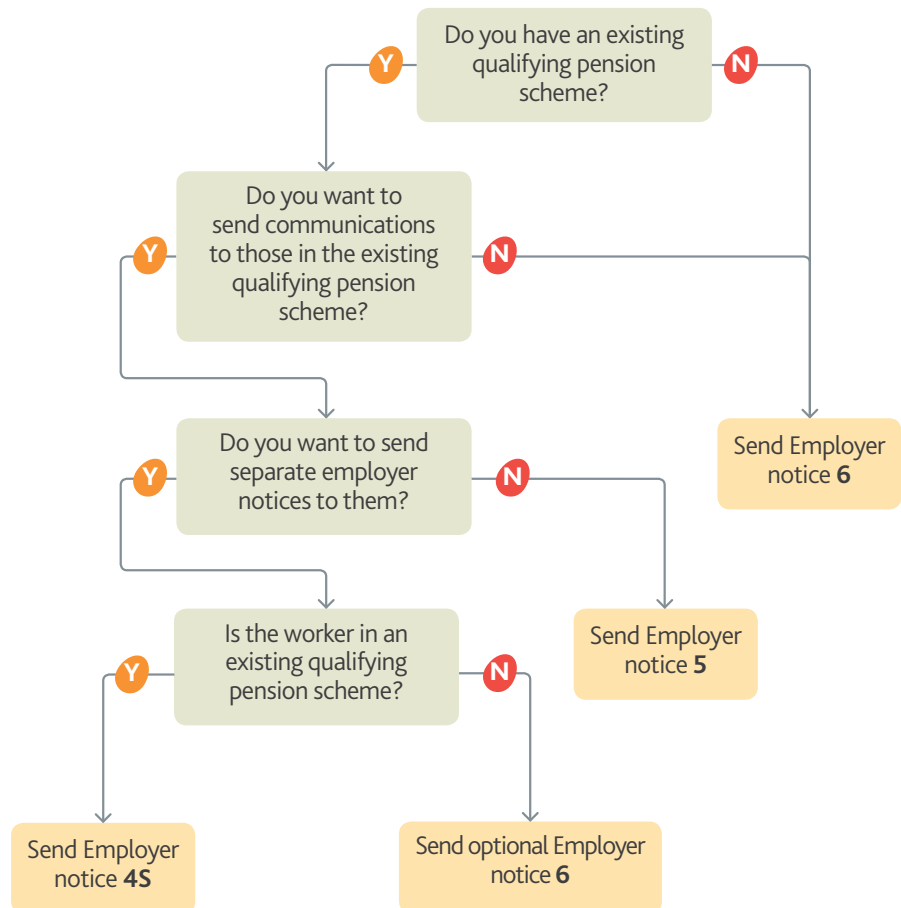 Do you have an existing
qualifying pension
scheme?
Y
N
Do you want to
send communications
to those in the existing
qualifying pension
scheme?
Y
N
Do you want to send
separate employer
notices to them?
Y
N
Send Employer
notice 6
Is the worker in an
existing qualifying
pension scheme?
Y
N
Send Employer
notice 5
Send Employer
notice 4S
Send optional Employer
notice 6